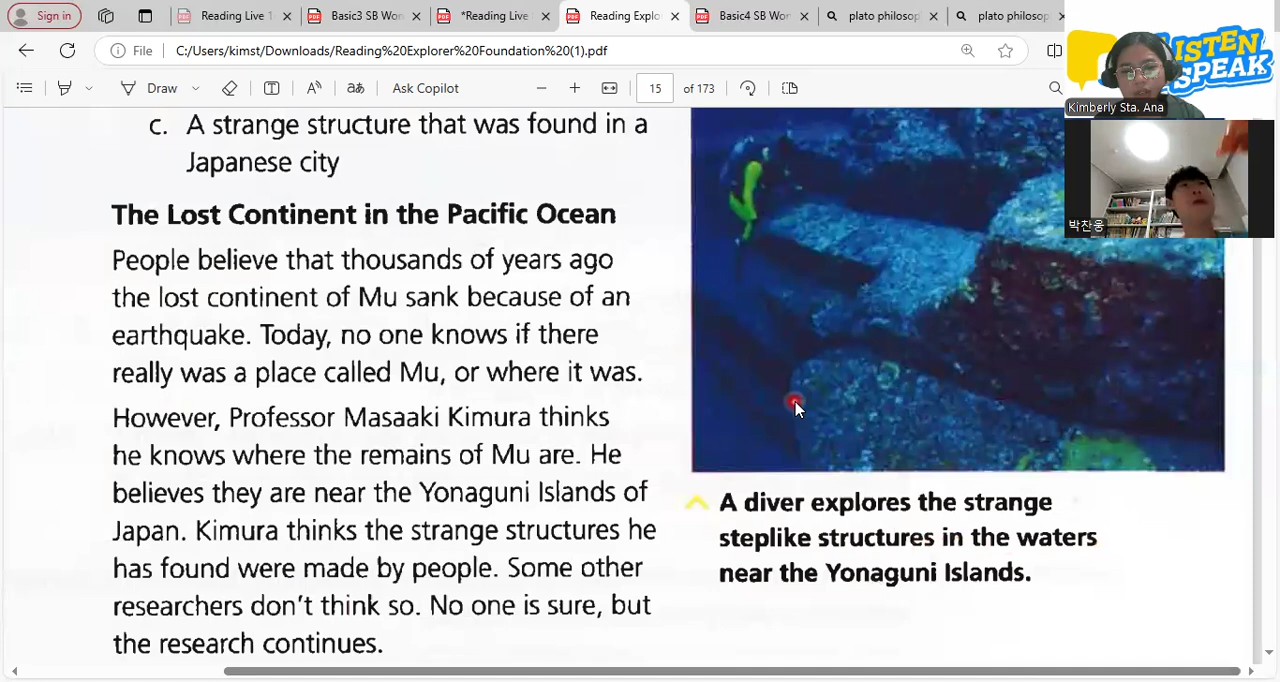 Sign in
Reading Live 1
Basic3 SB Won
*Reading Live
Reading Explo
Basic4 SB Won
plato philosop
plato philosop
File
C:/Users/kimst/Downloads/Reading%20Explorer%20Foundation%20(1).pdf
Draw
Ask Copilot
15
of 173
LISTEN
SPEAK
Kimberly Sta. Ana
박찬웅
c. A strange structure that was found in a
Japanese city
The Lost Continent in the Pacific Ocean
People believe that thousands of years ago
the lost continent of Mu sank because of an
earthquake. Today, no one knows if there
really was a place called Mu, or where it was.
However, Professor Masaaki Kimura thinks
he knows where the remains of Mu are. He
believes they are near the Yonaguni Islands of
Japan. Kimura thinks the strange structures he
has found were made by people. Some other
researchers don't think so. No one is sure, but
the research continues.
A diver explores the strange
steplike structures in the waters
near the Yonaguni Islands.